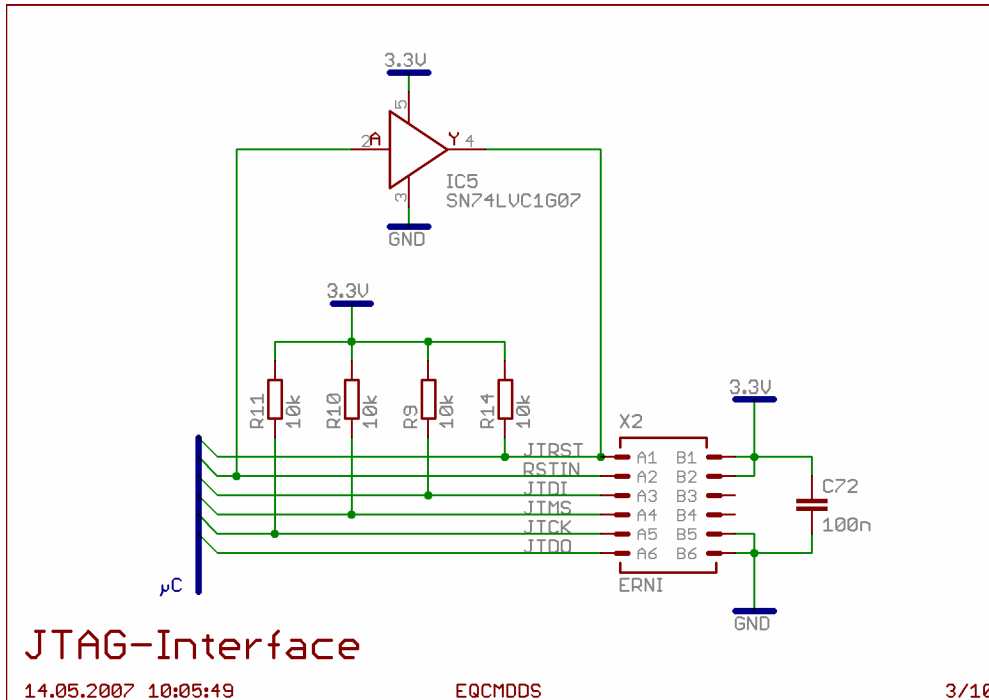 3.3V
5
2 A
Y 4
3
IC5
SN74LVC1G07
GND
3.3V
R11
10k
R10
10k
R9
10k
R14
10k
3.3V
X2
JTRST
A1 B1
RSTIN
A2 B2
JTDI
A3 B3
JTMS
A4 B4
JTCK
A5 B5
JTDO
A6 B6
C72
100n
µC
ERNI
GND
JTAG-Interface
14.05.2007 10:05:49
EQCMDDS
3/10